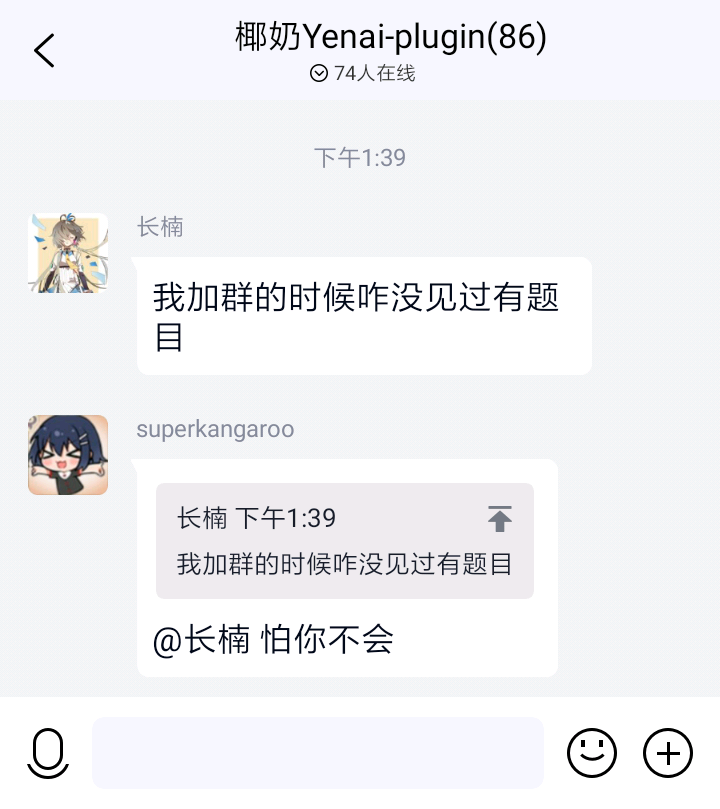 椰奶Yenai-plugin(86)
74人在线
下午1:39
长楠
我加群的时候咋没见过有题
目
superkangaroo
长楠 下午1:39
我加群的时候咋没见过有题目
@长楠 怕你不会